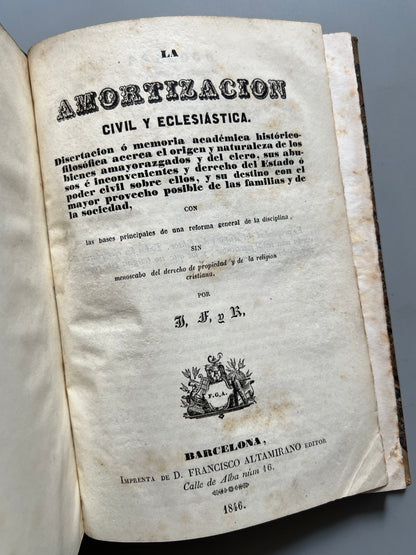 LA
AMORTIZACION
CIVIL Y ECLESIÁSTICA.
Disertacion ó memoria académica histórico-
filosófica acerca el origen y naturaleza de los
bienes amayorazgados y del clero, sus abu-
sos é inconvenientes y derecho del Estado ó
poder civil sobre ellos, y su destino con el
mayor provecho posible de las familias y de
la sociedad,
CON
las bases principales de una reforma general de la disciplina,
SIN
menoscabo del derecho de propiedad y de la religion
cristiana.
POR
J, F, y R,
F.G.A.
BARCELONA,
IMPRENTA DE D. FRANCISCO ALTAMIRANO EDITOR
Calle de Alba núm 16.
1846.